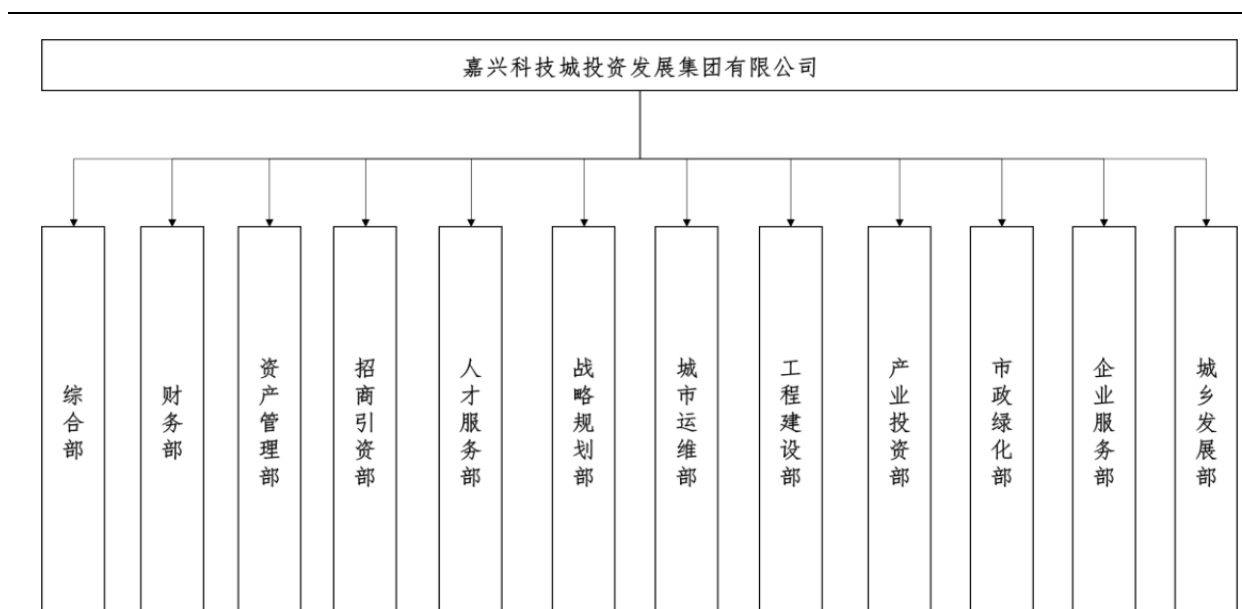 嘉兴科技城投资发展集团有限公司
综合部
财务部
资产管理部
招商引资部
人才服务部
战略规划部
城市运维部
工程建设部
产业投资部
市政绿化部
企业服务部
城乡发展部